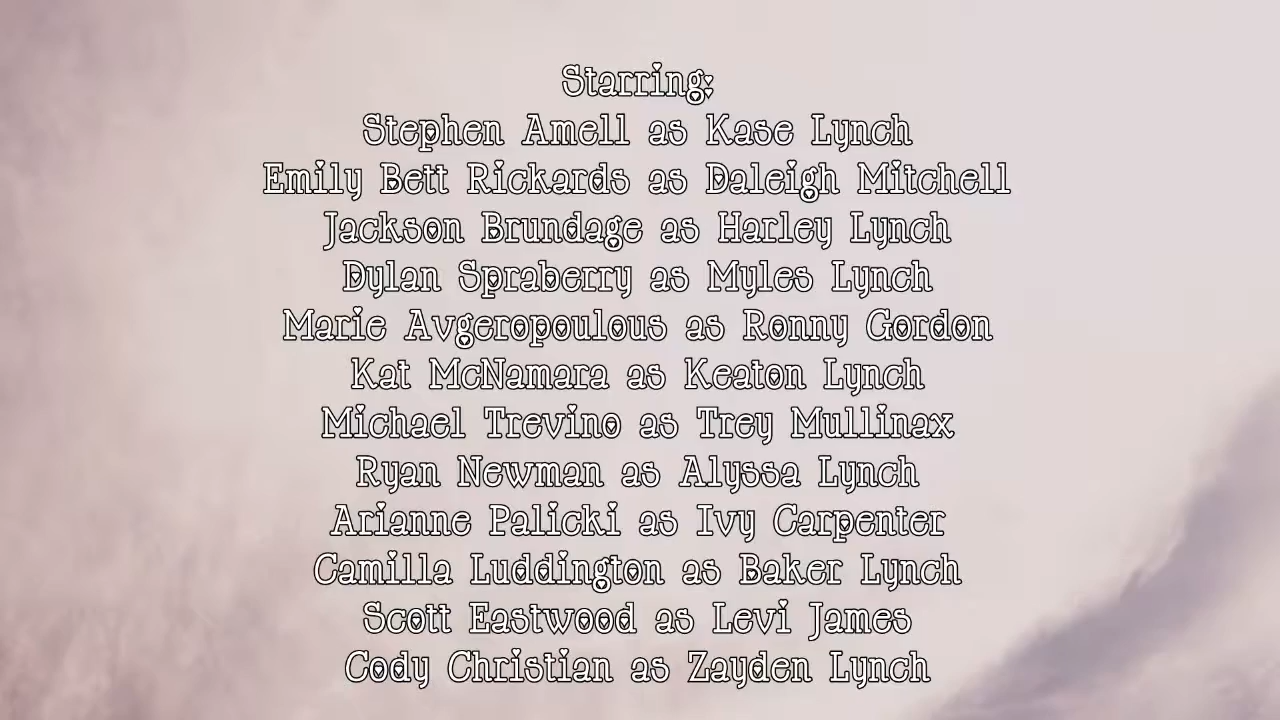 Starring:
Stephen Amell as Kase Lynch
Emily Bett Rickards as Daleigh Mitchell
Jackson Brundage as Harley Lynch
Dylan Spraberry as Myles Lynch
Marie Avgeropoulous as Ronny Gordon
Kat McNamara as Keaton Lynch
Michael Trevino as Trey Mullinax
Ryan Newman as Alyssa Lynch
Arianne Palicki as Ivy Carpenter
Camilla Luddington as Baker Lynch
Scott Eastwood as Levi James
Cody Christian as Zayden Lynch